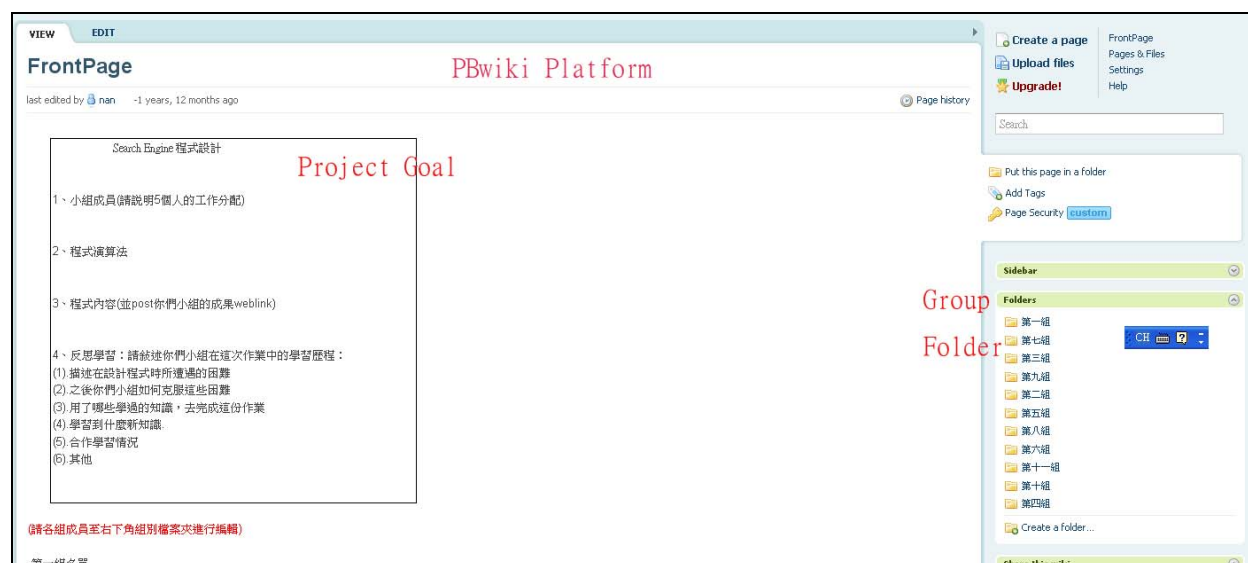 VIEW EDIT
FrontPage
PBwiki Platform
last edited by nan -1 years, 12 months ago
Page history
Search Engine 程式設計
Project Goal
1、小組成員(請說明5個人的工作分配)
2、程式演算法
3、程式內容(並post你們小組的成果weblink)
4、反思學習：請敘述你們小組在這次作業中的學習歷程：
(1).描述在設計程式時所遭遇的困難
(2).之後你們小組如何克服這些困難
(3).用了哪些學過的知識，去完成這份作業
(4).學習到什麼新知識.
(5).合作學習情況
(6).其他
(請各組成員至右下角組別檔案夾進行編輯)
第一組名單
Create a page
Upload files
Upgrade!
FrontPage
Pages & Files
Settings
Help
Search
Put this page in a folder
Add Tags
Page Security custom
Sidebar
Group
Folder
Folders
第一組
第七組
第三組
第九組
第二組
第五組
第八組
第六組
第十一組
第十組
第四組
CH
Create a folder...
Share this wiki